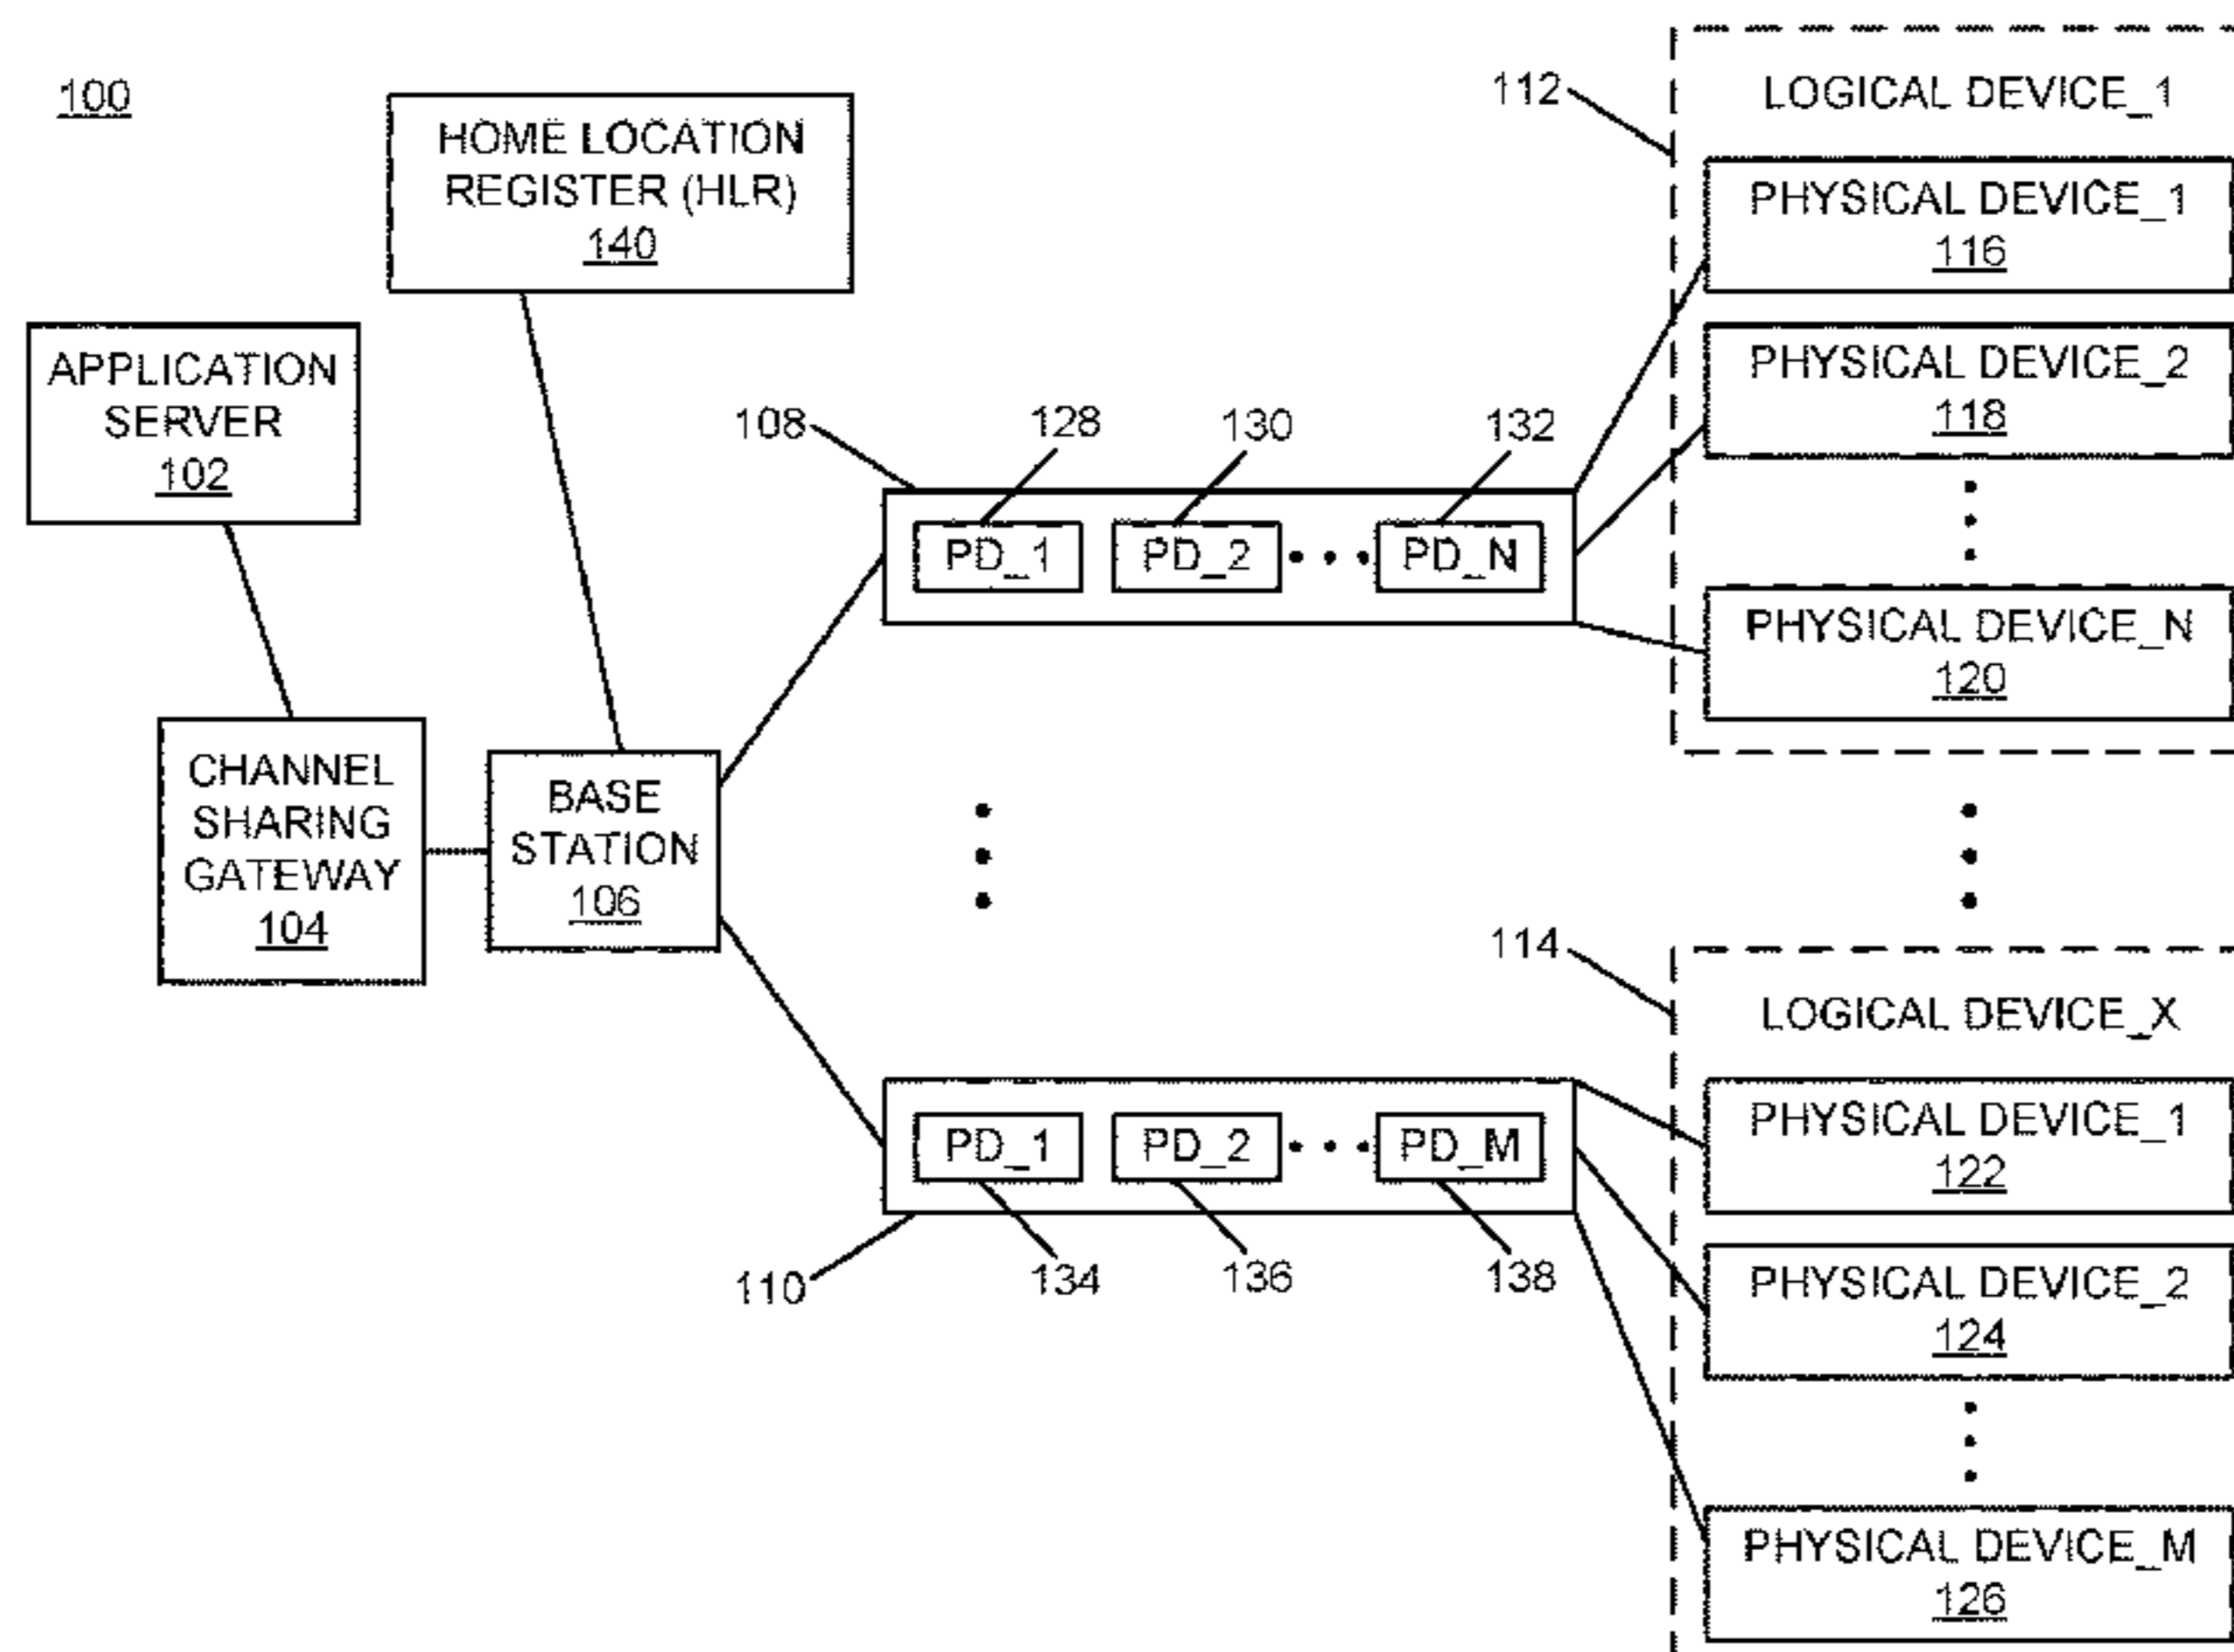 100
HOME LOCATION
REGISTER (HLR)
140
APPLICATION
SERVER
102
CHANNEL
SHARING
GATEWAY
104
BASE
STATION
106
108
128
130
132
PD_1
PD_2
PD_N
112
LOGICAL DEVICE_1
PHYSICAL DEVICE_1
116
PHYSICAL DEVICE_2
118
PHYSICAL DEVICE_N
120
PD_1
PD_2
PD_M
110
134
136
138
114
LOGICAL DEVICE_X
PHYSICAL DEVICE_1
122
PHYSICAL DEVICE_2
124
PHYSICAL DEVICE_M
126